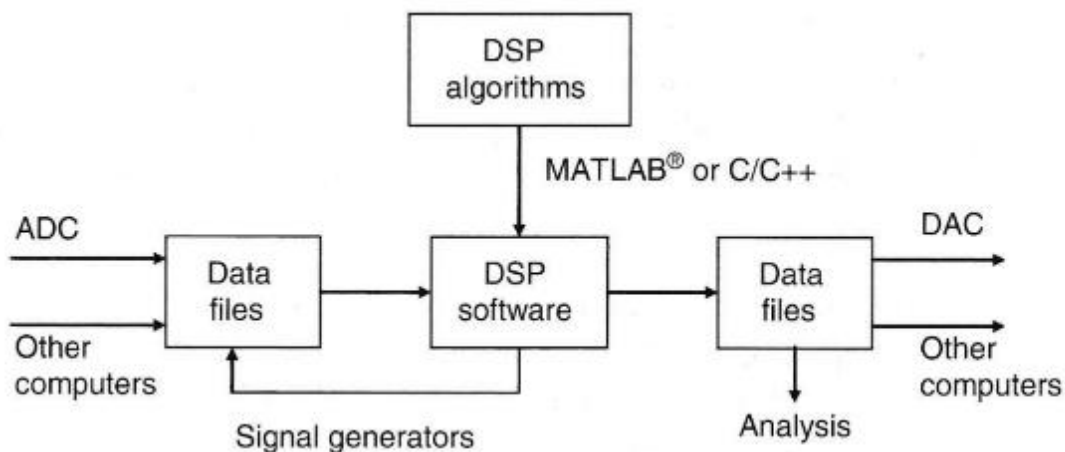 DSP
algorithms
MATLAB® or C/C++
ADC
Other
computers
Data
files
DSP
software
Signal generators
Data
files
Analysis
DAC
Other
computers